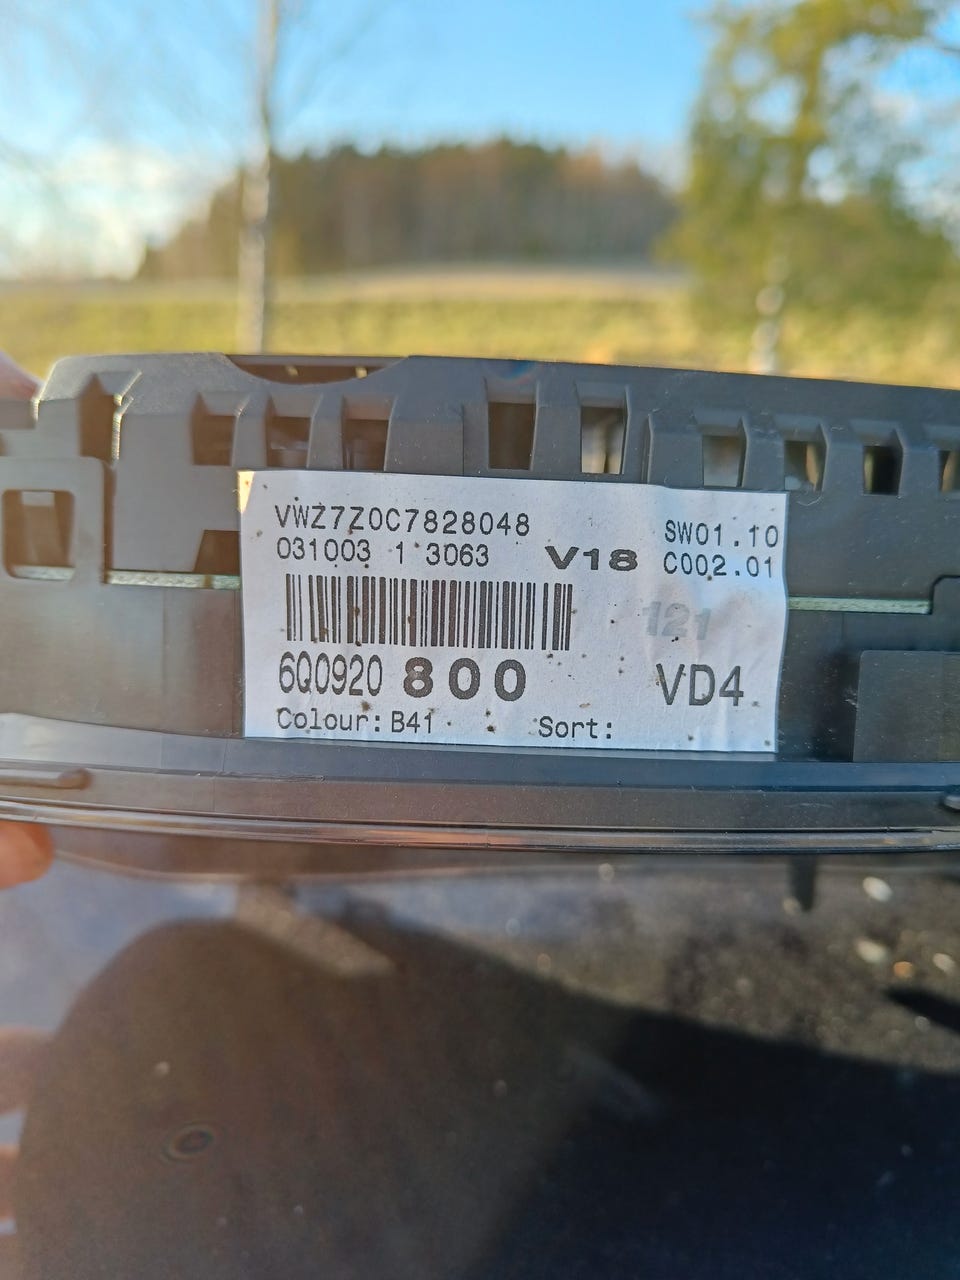 VWZ7Z0C7828048
SW01.10
031003 1 3063
V18
C002.01
121
6Q0920 800
VD4
Colour: B41
Sort: